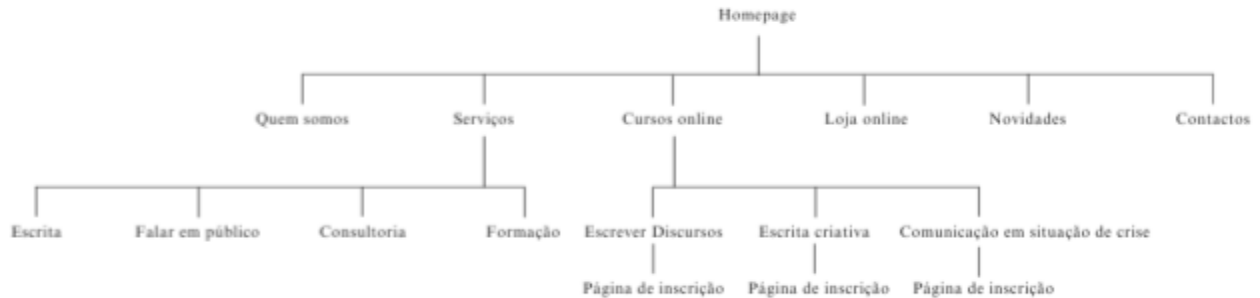 Homepage
Quem somos
Serviços
Cursos online
Loja online
Novidades
Contactos
Escrita
Falar em público
Consultoria
Formação
Escrever Discursos
Escrita criativa
Comunicação em situação de crise
Página de inscrição
Página de inscrição
Página de inscrição